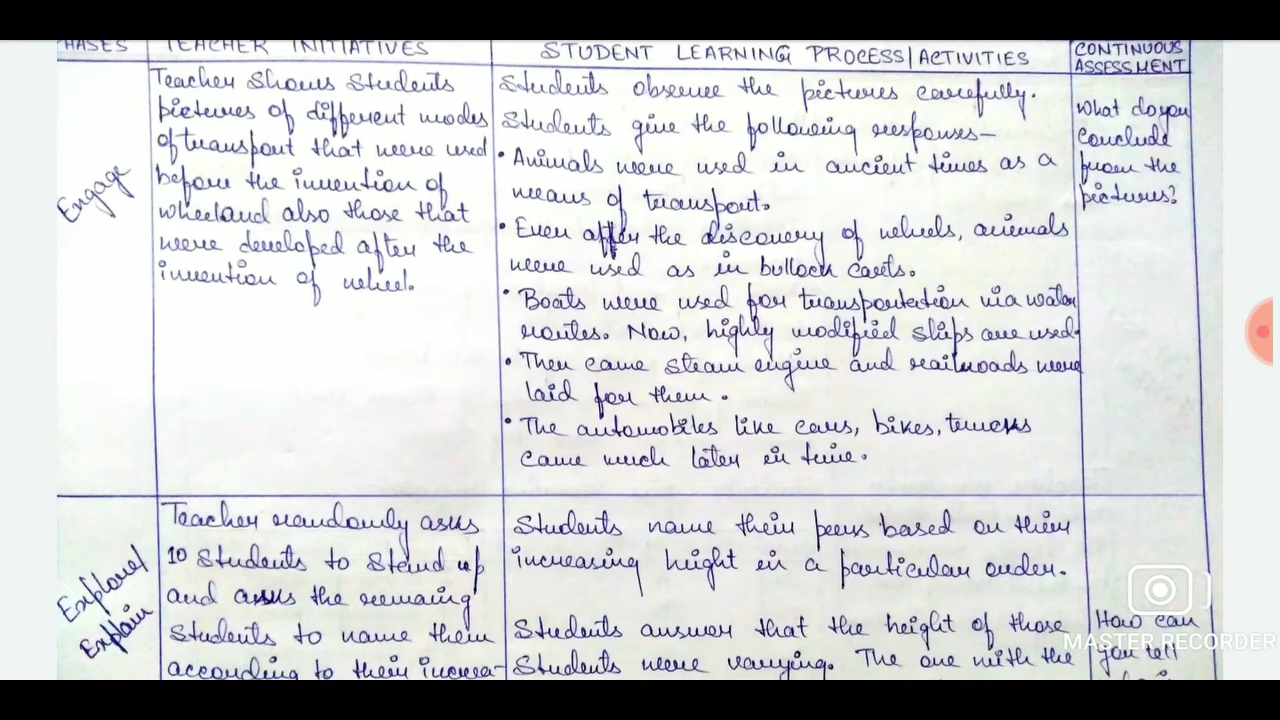 PHASES
TEACHER INITIATIVES
STUDENT LEARNING PROCESS/ACTIVITIES
CONTINUOUS
ASSESSMENT
Engage
Teacher shows students
pictures of different modes
of transport that were used
before the invention of
wheel and also those that
were developed after the
invention of wheel.
Students observe the pictures carefully.
Students give the following responses—
• Animals were used in ancient times as a
means of transport.
• Even after the discovery of wheels, animals
were used as in bullock carts.
• Boats were used for transportation via water
routes. Now, highly modified ships are used.
• Then came steam engine and railroads were
laid for them.
• The automobiles like cars, bikes, trucks
came much later in time.
What do you
conclude
from the
pictures?
Explore/
Explain
Teacher randomly asks
10 students to stand up
and asks the remaing
students to name them
according to their increa-
Students name their peers based on their
increasing height in a particular order.
Students answer that the height of those
students were varying. The one with the
How can
you tell
MASTER RECORDER